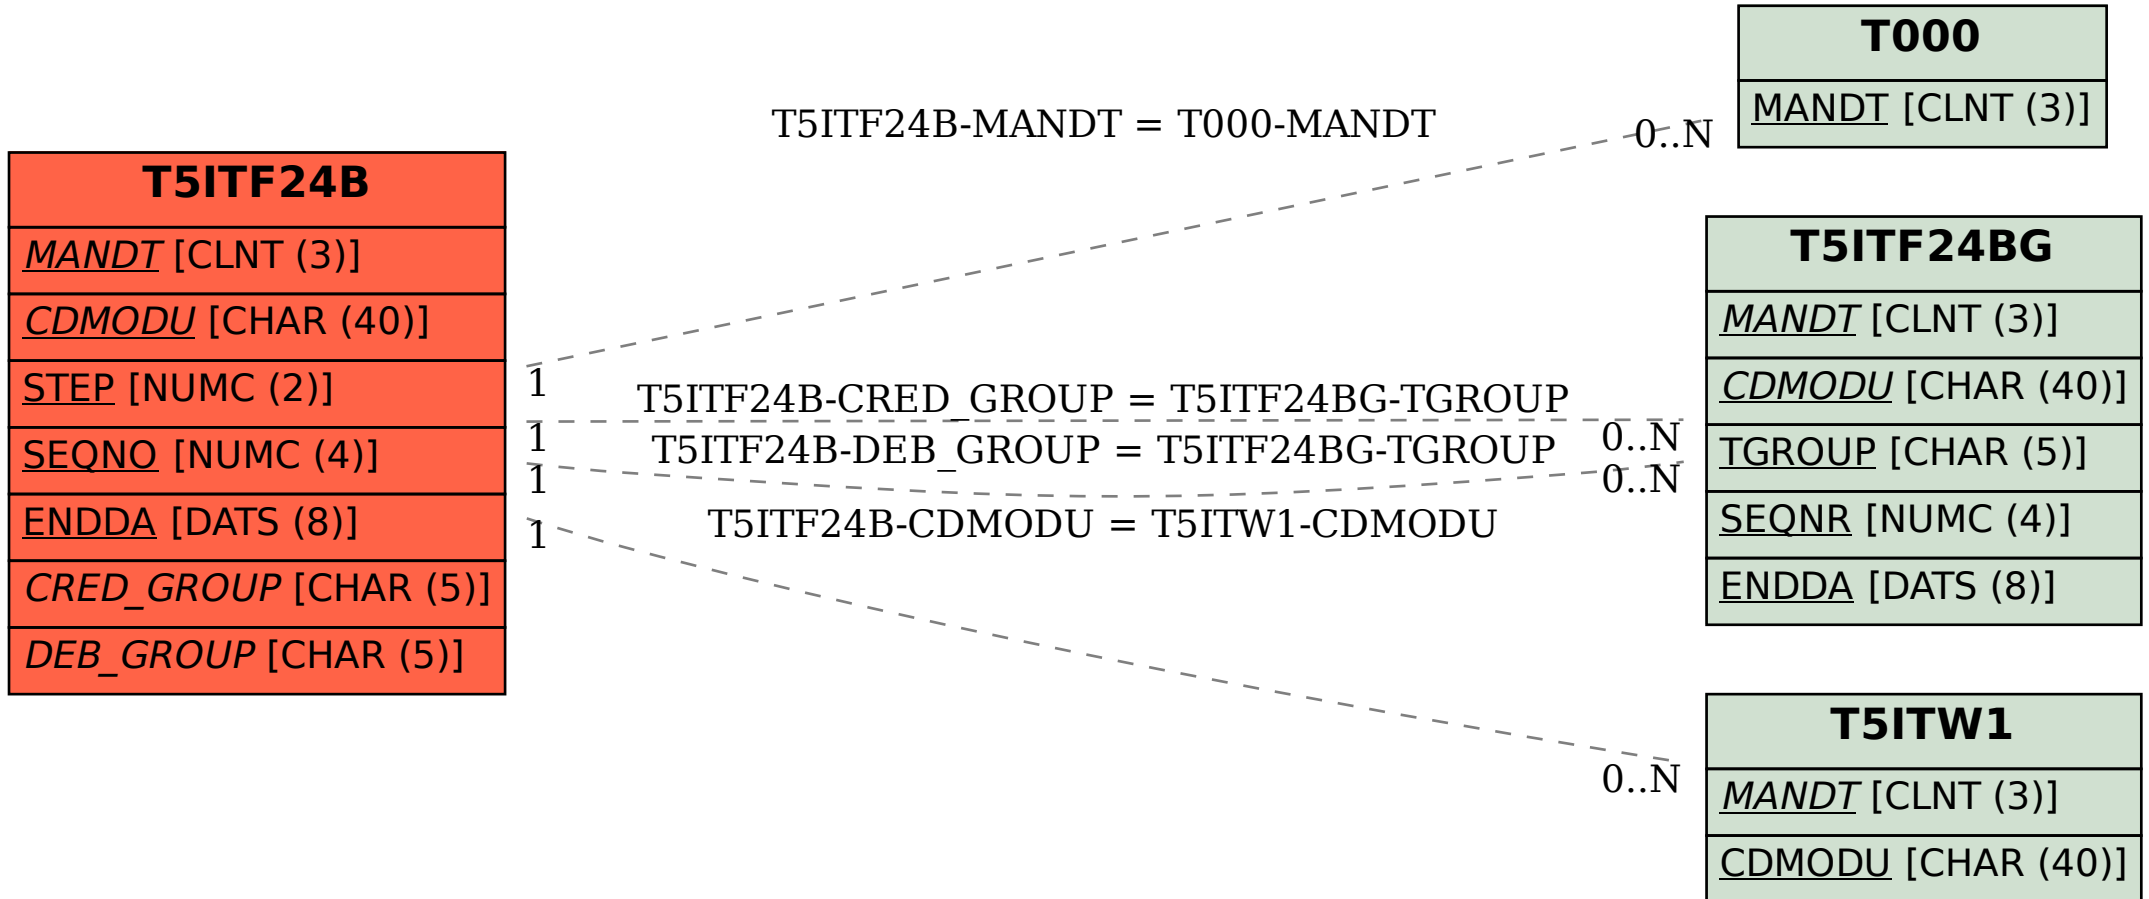 T5ITF24B
MANDT [CLNT (3)]
CDMODU [CHAR (40)]
STEP [NUMC (2)]
SEQNO [NUMC (4)]
ENDDA [DATS (8)]
CRED_GROUP [CHAR (5)]
DEB_GROUP [CHAR (5)]
T5ITF24B-MANDT = T000-MANDT
1
0..N
T5ITF24B-CRED_GROUP = T5ITF24BG-TGROUP
1
0..N
T5ITF24B-DEB_GROUP = T5ITF24BG-TGROUP
1
0..N
T5ITF24B-CDMODU = T5ITW1-CDMODU
1
0..N
T000
MANDT [CLNT (3)]
T5ITF24BG
MANDT [CLNT (3)]
CDMODU [CHAR (40)]
TGROUP [CHAR (5)]
SEQNR [NUMC (4)]
ENDDA [DATS (8)]
T5ITW1
MANDT [CLNT (3)]
CDMODU [CHAR (40)]